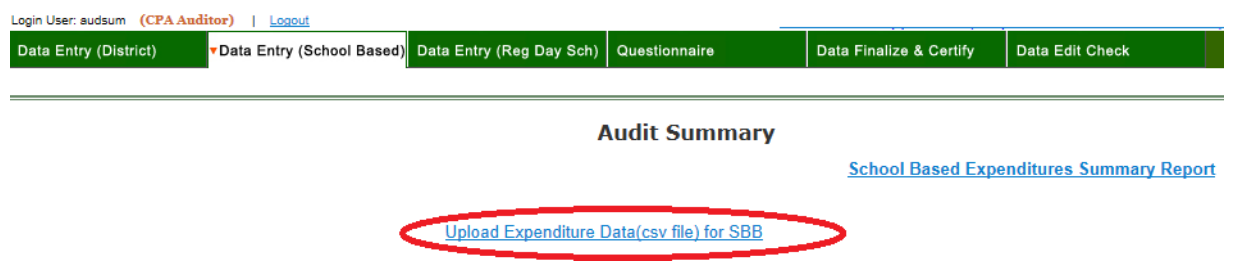 Login User: audsum (CPA Auditor) | Logout
Data Entry (District) ▾Data Entry (School Based) Data Entry (Reg Day Sch) Questionnaire Data Finalize & Certify Data Edit Check
Audit Summary
School Based Expenditures Summary Report
Upload Expenditure Data(csv file) for SBB